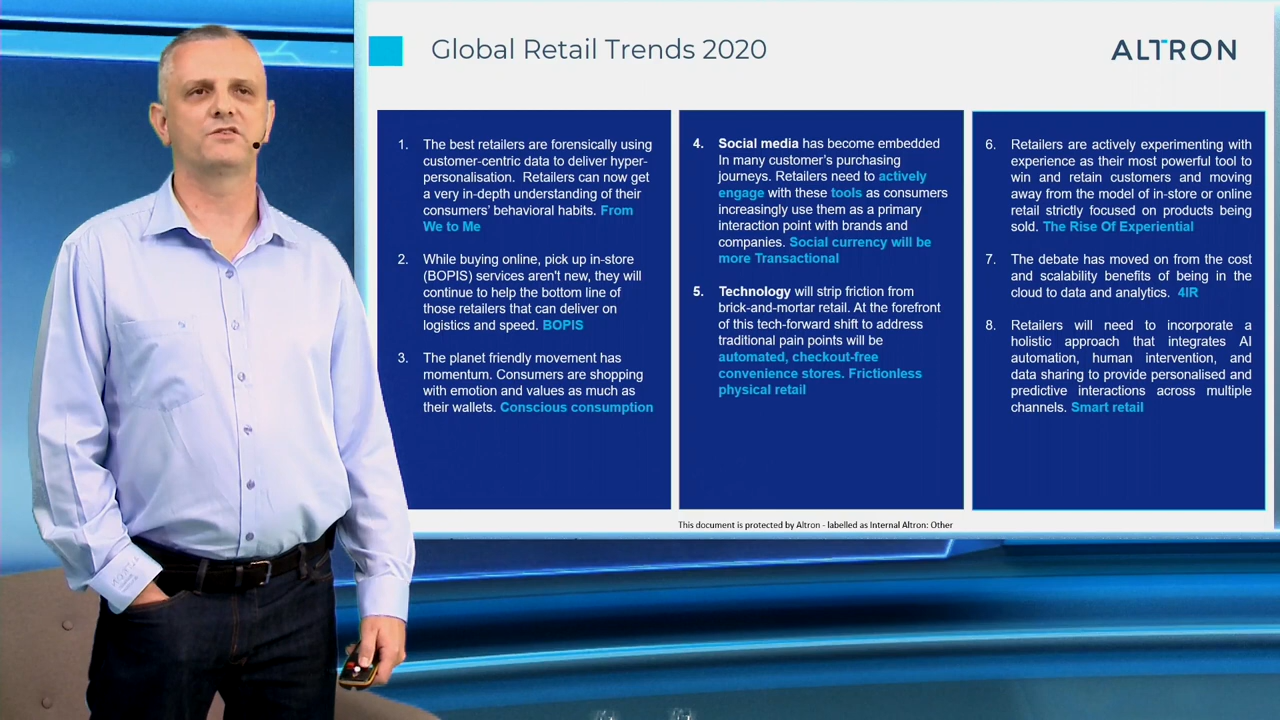 Global Retail Trends 2020
ALTRON
1. The best retailers are forensically using
customer-centric data to deliver hyper-
personalisation. Retailers can now get
a very in-depth understanding of their
consumers' behavioral habits. From
We to Me
2. While buying online, pick up in-store
(BOPIS) services aren't new, they will
continue to help the bottom line of
those retailers that can deliver on
logistics and speed. BOPIS
3. The planet friendly movement has
momentum. Consumers are shopping
with emotion and values as much as
their wallets. Conscious consumption
4. Social media has become embedded
In many customer's purchasing
journeys. Retailers need to actively
engage with these tools as consumers
increasingly use them as a primary
interaction point with brands and
companies. Social currency will be
more Transactional
5. Technology will strip friction from
brick-and-mortar retail. At the forefront
of this tech-forward shift to address
traditional pain points will be
automated, checkout-free
convenience stores. Frictionless
physical retail
6. Retailers are actively experimenting with
experience as their most powerful tool to
win and retain customers and moving
away from the model of in-store or online
retail strictly focused on products being
sold. The Rise Of Experiential
7. The debate has moved on from the cost
and scalability benefits of being in the
cloud to data and analytics. 4IR
8. Retailers will need to incorporate a
holistic approach that integrates AI
automation, human intervention, and
data sharing to provide personalised and
predictive interactions across multiple
channels. Smart retail
This document is protected by Altron - labelled as Internal Altron: Other